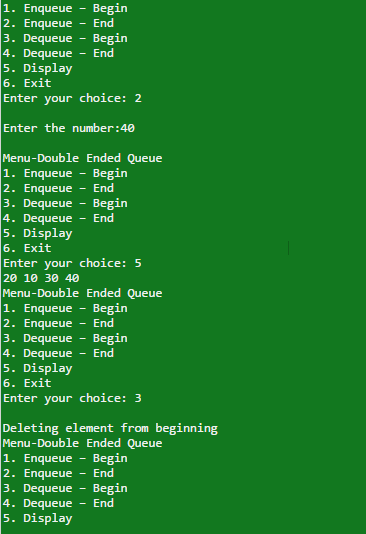 1. Enqueue – Begin
2. Enqueue – End
3. Dequeue – Begin
4. Dequeue – End
5. Display
6. Exit
Enter your choice: 2
Enter the number:40
Menu-Double Ended Queue
1. Enqueue – Begin
2. Enqueue – End
3. Dequeue – Begin
4. Dequeue – End
5. Display
6. Exit
Enter your choice: 5
20 10 30 40
Menu-Double Ended Queue
1. Enqueue – Begin
2. Enqueue – End
3. Dequeue – Begin
4. Dequeue – End
5. Display
6. Exit
Enter your choice: 3
Deleting element from beginning
Menu-Double Ended Queue
1. Enqueue – Begin
2. Enqueue – End
3. Dequeue – Begin
4. Dequeue – End
5. Display